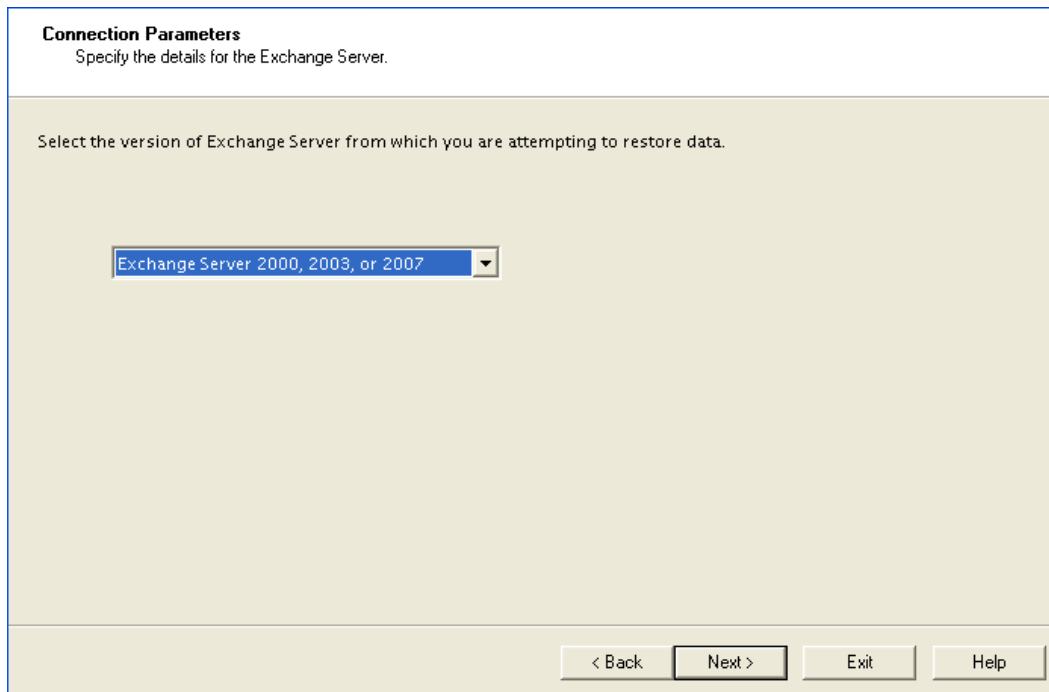 Connection Parameters
Specify the details for the Exchange Server.
Select the version of Exchange Server from which you are attempting to restore data.
Exchange Server 2000, 2003, or 2007
< Back Next > Exit Help